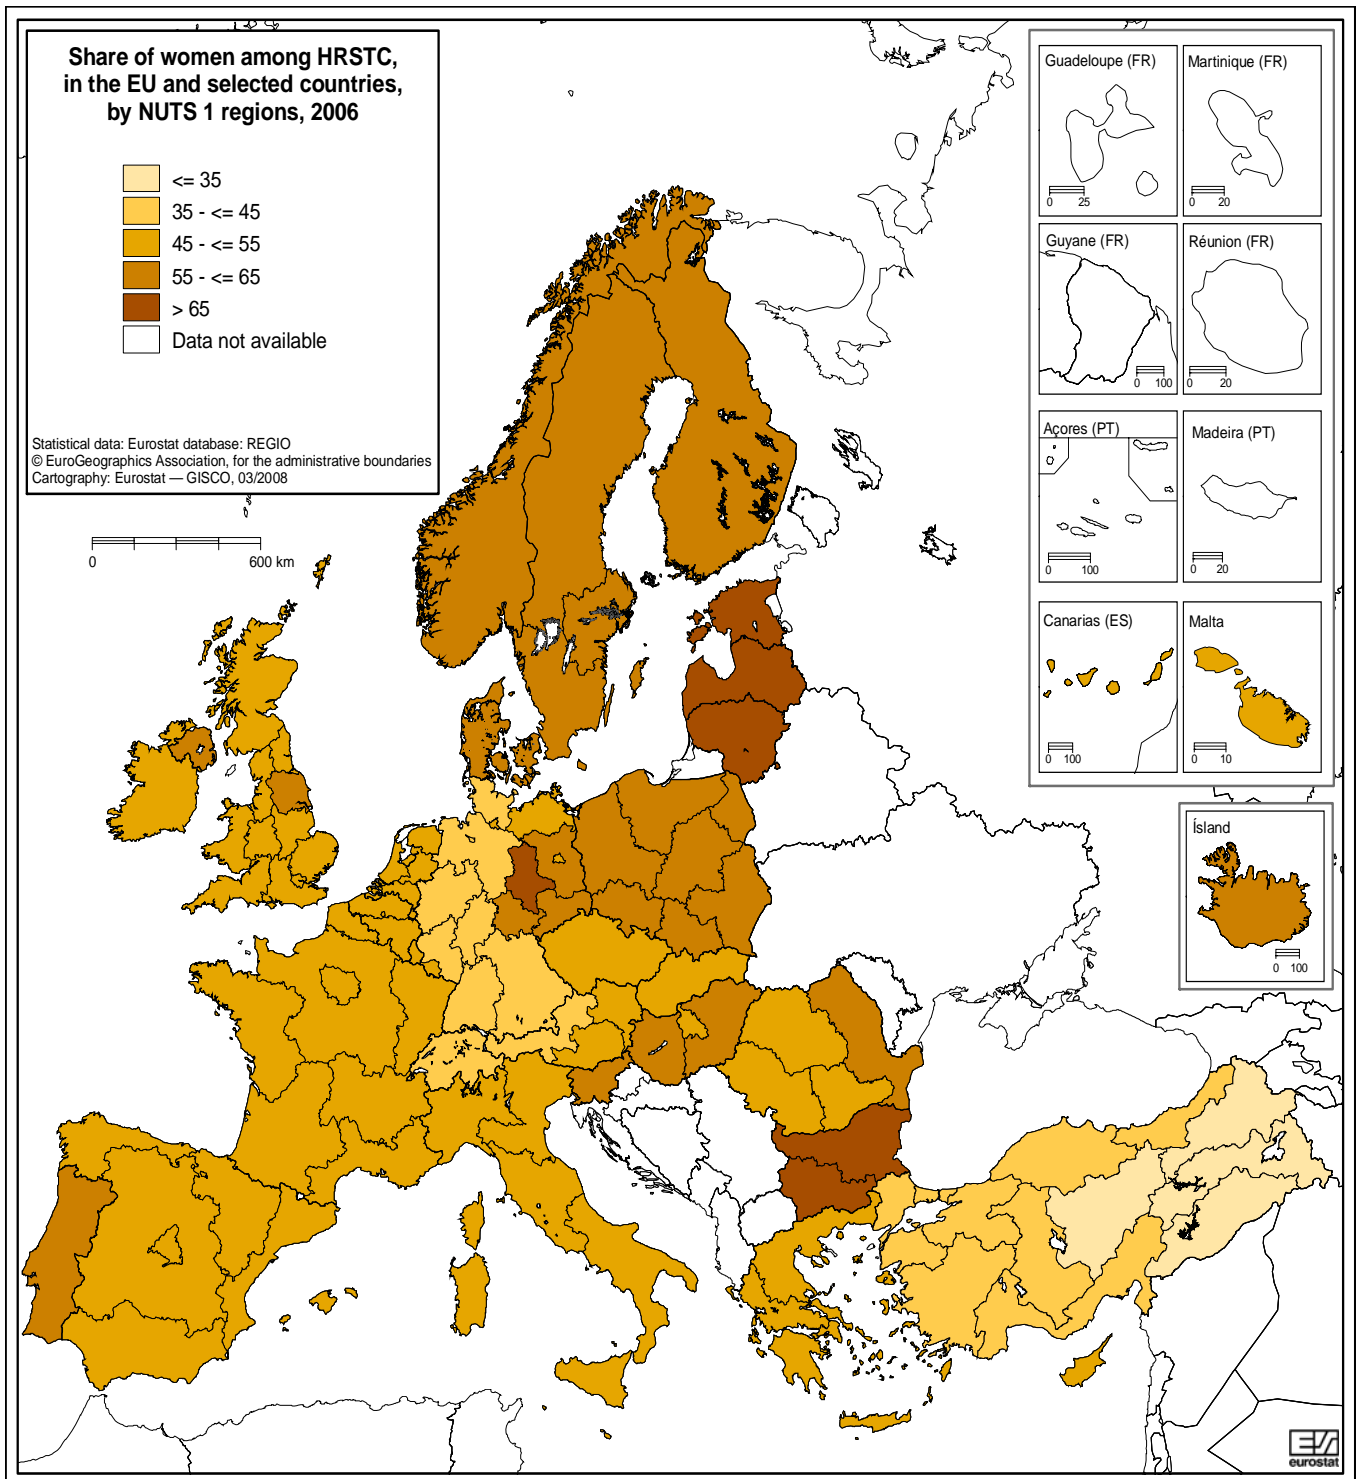 Share of women among HRSTC,
in the EU and selected countries,
by NUTS 1 regions, 2006
<= 35
35 - <= 45
45 - <= 55
55 - <= 65
> 65
Data not available
Statistical data: Eurostat database: REGIO
© EuroGeographics Association, for the administrative boundaries
Cartography: Eurostat — GISCO, 03/2008
0 600 km
Guadeloupe (FR)
0 25
Martinique (FR)
0 20
Guyane (FR)
0 100
Réunion (FR)
0 20
Açores (PT)
0 100
Madeira (PT)
0 20
Canarias (ES)
0 100
Malta
0 10
Ísland
0 100
eurostat